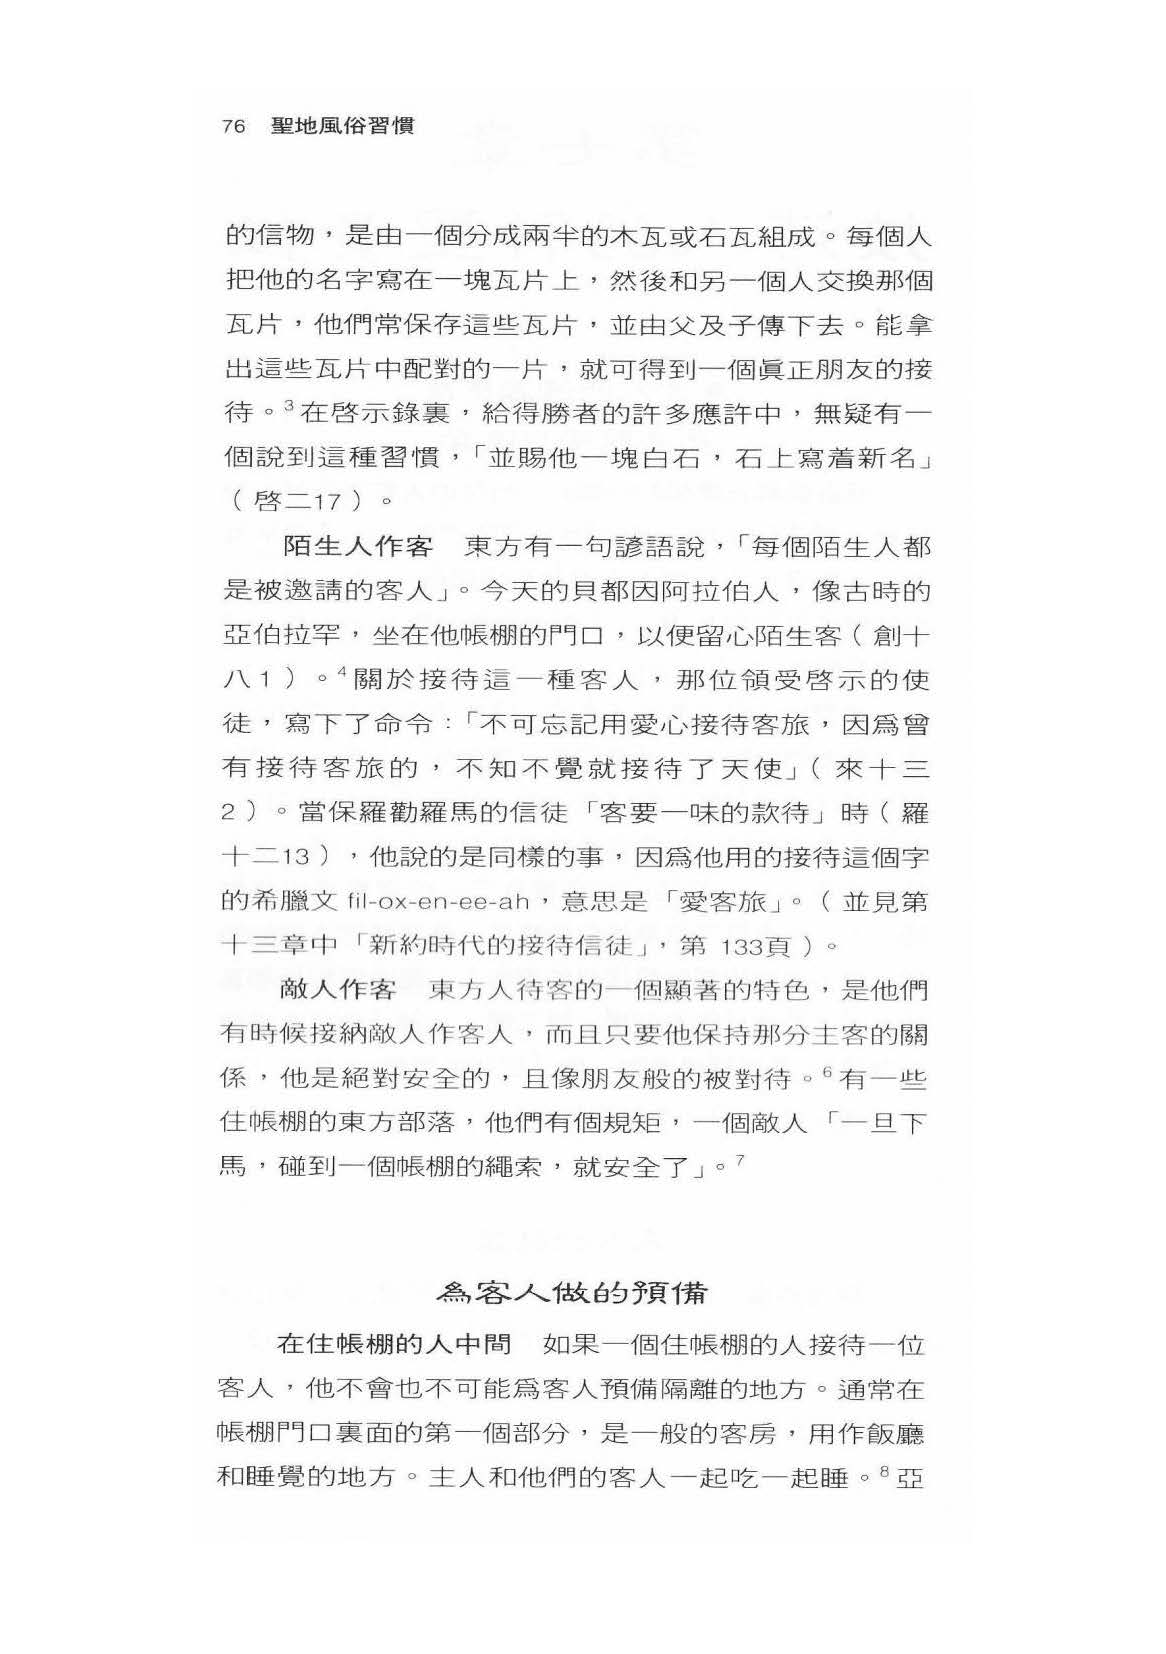 76 聖地風俗習慣
的信物，是由一個分成兩半的木瓦或石瓦組成。每個人
把他的名字寫在一塊瓦片上，然後和另一個人交換那個
瓦片，他們常保存這些瓦片，並由父及子傳下去。能拿
出這些瓦片中配對的一片，就可得到一個眞正朋友的接
待。3在啓示錄裏，給得勝者的許多應許中，無疑有一
個說到這種習慣，「並賜他一塊白石，石上寫着新名」
（啓二17）。
陌生人作客　東方有一句諺語說，「每個陌生人都
是被邀請的客人」。今天的貝都因阿拉伯人，像古時的
亞伯拉罕，坐在他帳棚的門口，以便留心陌生客（創十
八1）。4關於接待這一種客人，那位領受啓示的使
徒，寫下了命令：「不可忘記用愛心接待客旅，因爲曾
有接待客旅的，不知不覺就接待了天使」（來十三
2）。當保羅勸羅馬的信徒「客要一味的款待」時（羅
十二13），他說的是同樣的事，因爲他用的接待這個字
的希臘文 fil-ox-en-ee-ah，意思是「愛客旅」。（並見第
十三章中「新約時代的接待信徒」，第 133頁）。
敵人作客　東方人待客的一個顯著的特色，是他們
有時候接納敵人作客人，而且只要他保持那分主客的關
係，他是絕對安全的，且像朋友般的被對待。6有一些
住帳棚的東方部落，他們有個規矩，一個敵人「一旦下
馬，碰到一個帳棚的繩索，就安全了」。7
爲客人做的預備
在住帳棚的人中間　如果一個住帳棚的人接待一位
客人，他不會也不可能爲客人預備隔離的地方。通常在
帳棚門口裏面的第一個部分，是一般的客房，用作飯廳
和睡覺的地方。主人和他們的客人一起吃一起睡。8亞